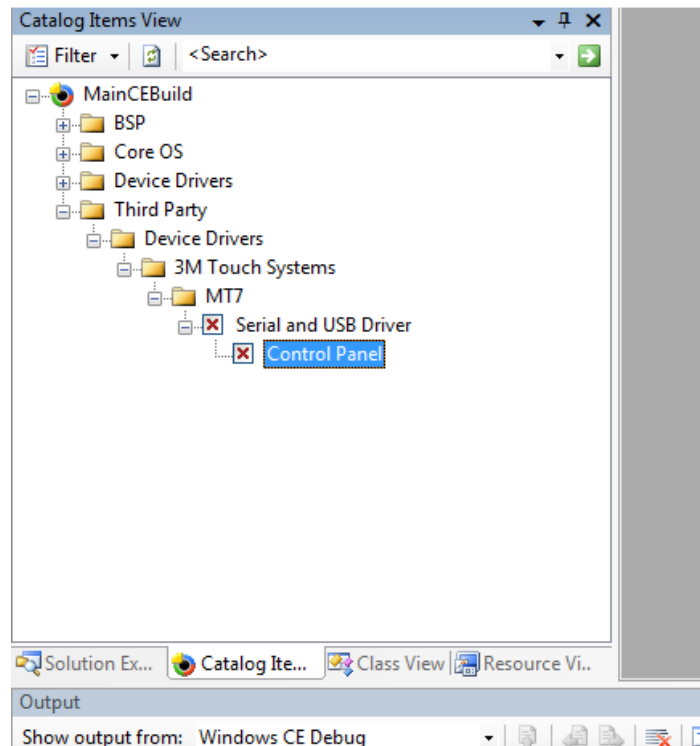 Catalog Items View
Filter
<Search>
MainCEBuild
BSP
Core OS
Device Drivers
Third Party
Device Drivers
3M Touch Systems
MT7
Serial and USB Driver
Control Panel
Solution Ex... Catalog Ite... Class View Resource Vi..
Output
Show output from: Windows CE Debug